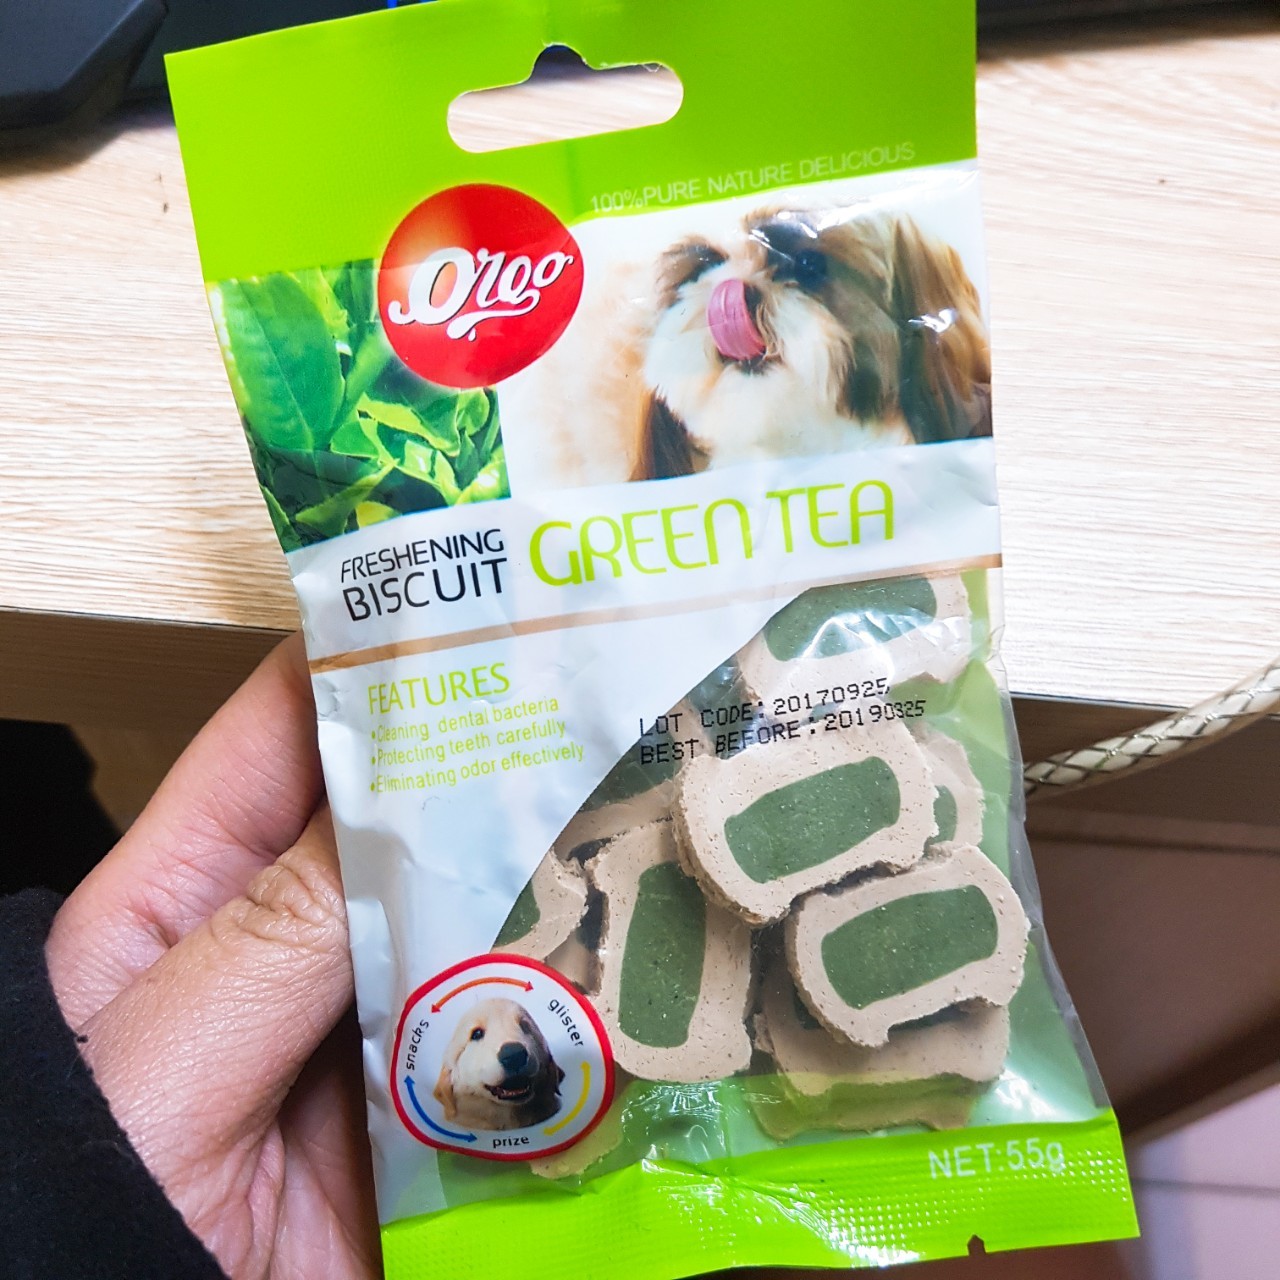 100%PURE NATURE DELICIOUS
Oreo
FRESHENING
BISCUIT
GREEN TEA
FEATURES
•Cleaning dental bacteria
•Protecting teeth carefully
•Eliminating odor effectively
LOT CODE:20170925
BEST BEFORE:20190325
snacks
glister
prize
NET:55g